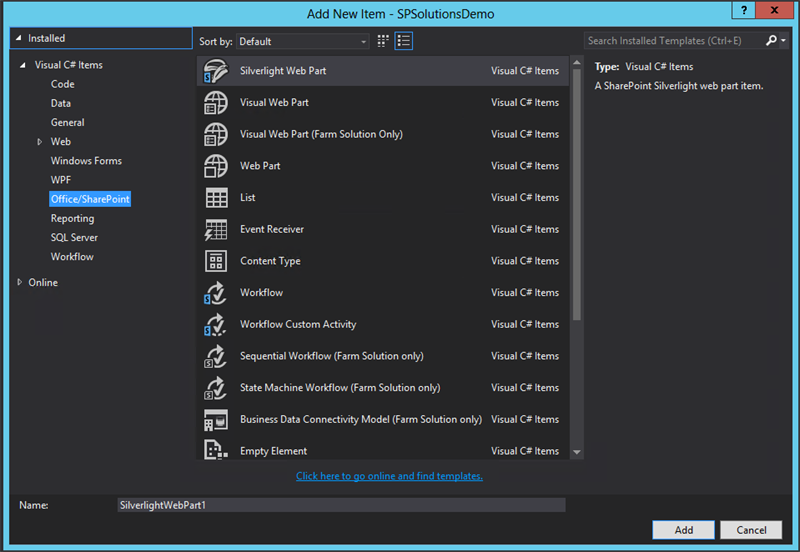 Add New Item - SPSolutionsDemo
? x
Installed
Sort by: Default
Search Installed Templates (Ctrl+E)
Visual C# Items
Code
Data
General
Web
Windows Forms
WPF
Office/SharePoint
Reporting
SQL Server
Workflow
Online
Silverlight Web Part Visual C# Items
Visual Web Part Visual C# Items
Visual Web Part (Farm Solution Only) Visual C# Items
Web Part Visual C# Items
List Visual C# Items
Event Receiver Visual C# Items
Content Type Visual C# Items
Workflow Visual C# Items
Workflow Custom Activity Visual C# Items
Sequential Workflow (Farm Solution only) Visual C# Items
State Machine Workflow (Farm Solution only) Visual C# Items
Business Data Connectivity Model (Farm Solution only) Visual C# Items
Empty Element Visual C# Items
Click here to go online and find templates.
Type: Visual C# Items
A SharePoint Silverlight web part item.
Name: SilverlightWebPart1
Add Cancel